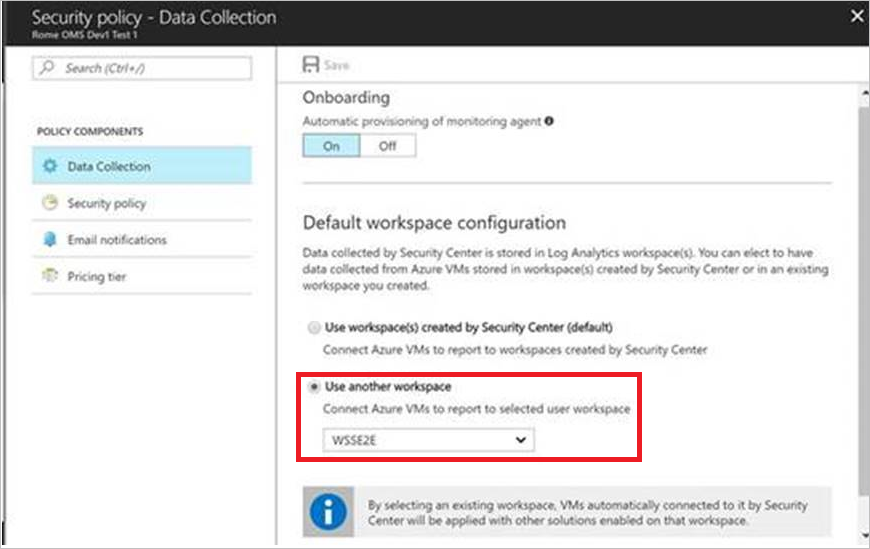 Security policy - Data Collection
Rome OMS Dev1 Test 1
Search (Ctrl+/)
POLICY COMPONENTS
Data Collection
Security policy
Email notifications
Pricing tier
Save
Onboarding
Automatic provisioning of monitoring agent
On Off
Default workspace configuration
Data collected by Security Center is stored in Log Analytics workspace(s). You can elect to have
data collected from Azure VMs stored in workspace(s) created by Security Center or in an existing
workspace you created.
Use workspace(s) created by Security Center (default)
Connect Azure VMs to report to workspaces created by Security Center
Use another workspace
Connect Azure VMs to report to selected user workspace
WSSE2E
By selecting an existing workspace, VMs automatically connected to it by Security
Center will be applied with other solutions enabled on that workspace.